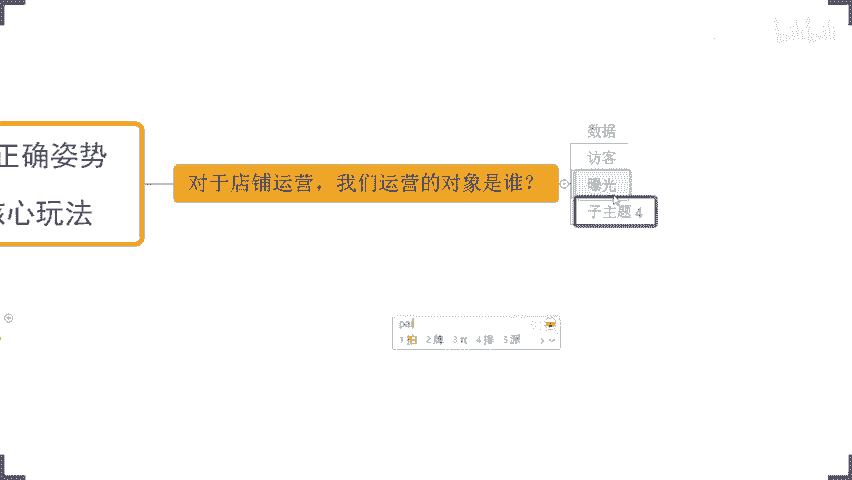 正确姿势
核心玩法
对于店铺运营，我们运营的对象是谁？
数据
访客
曝光
子主题 4
pai
1 拍 2 牌 3 π 4 排 5 派